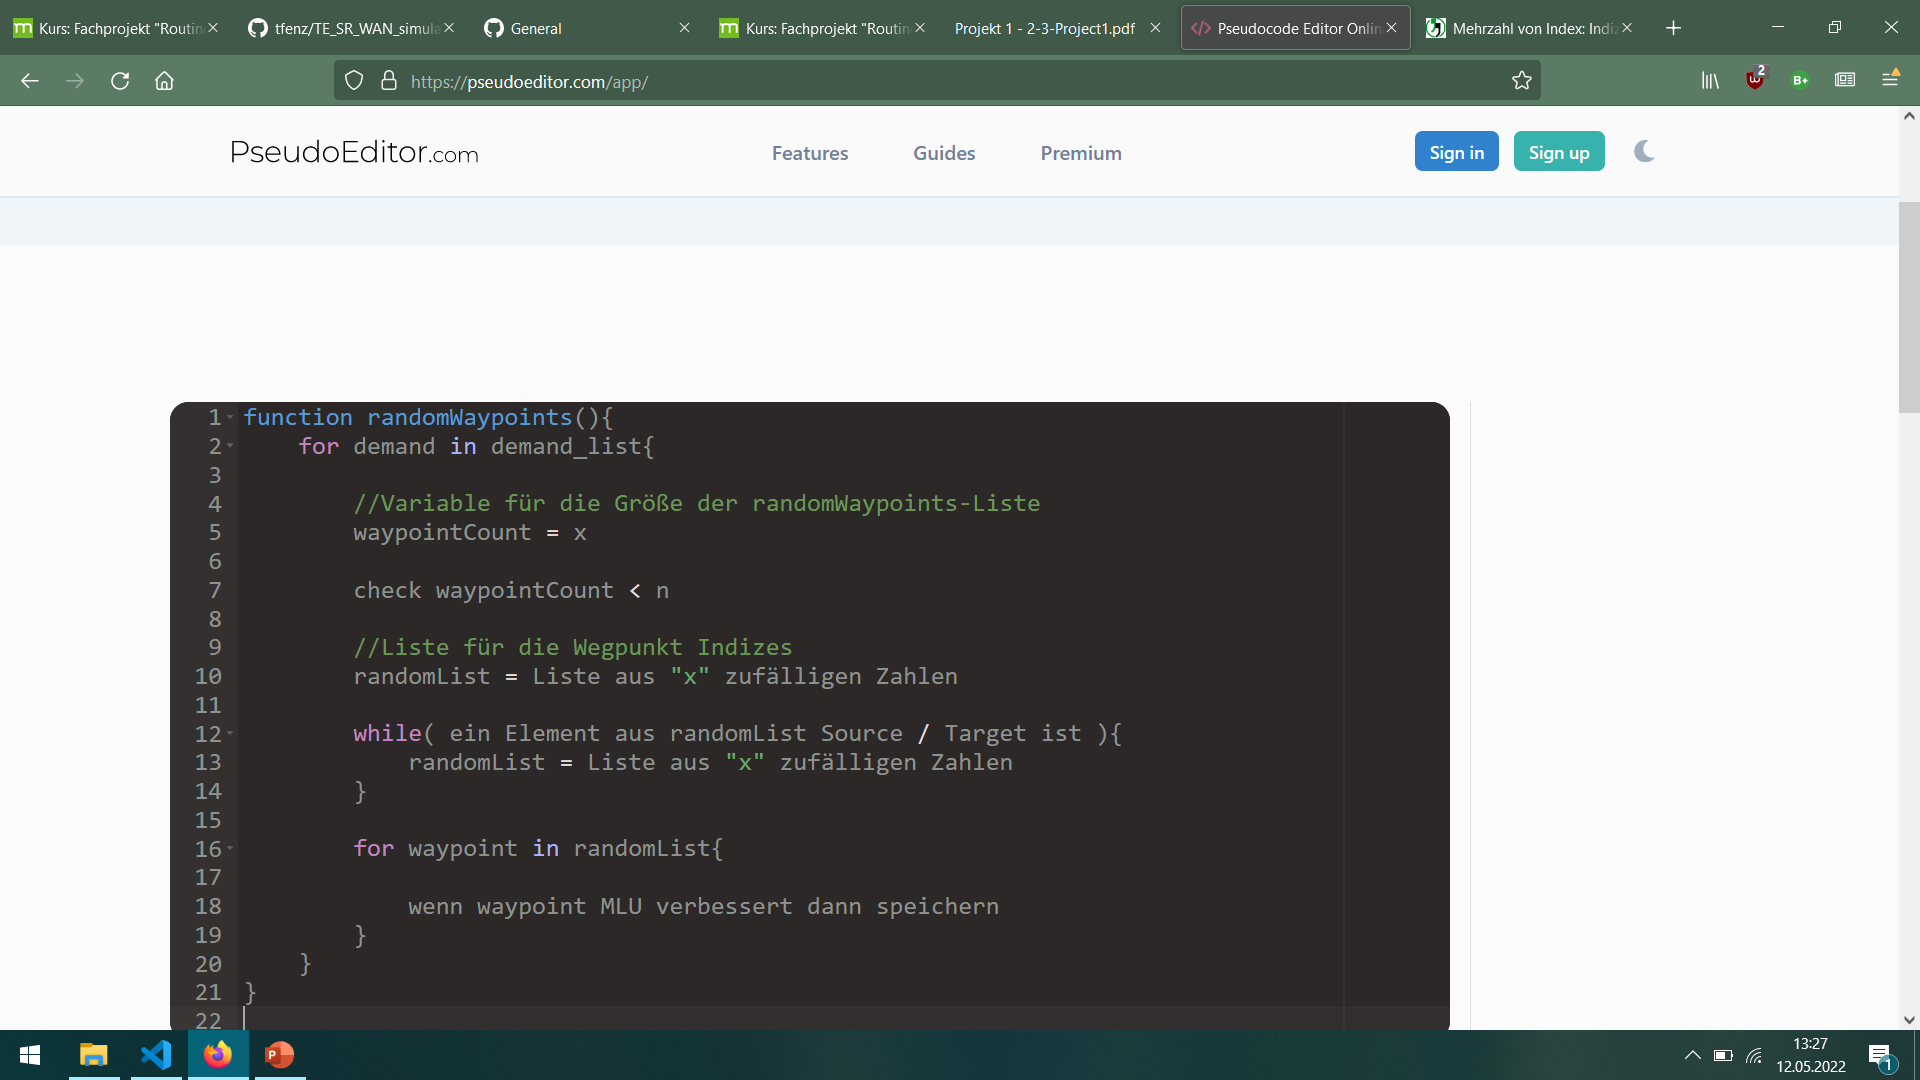 Kurs: Fachprojekt "Routin
tfenz/TE_SR_WAN_simula
General
Kurs: Fachprojekt "Routin
Projekt 1 - 2-3-Project1.pdf
Pseudocode Editor Onlin
Mehrzahl von Index: Indiz
https://pseudoeditor.com/app/
2
B+
PseudoEditor.com
Features
Guides
Premium
Sign in
Sign up
1 function randomWaypoints(){
2 for demand in demand_list{
3
4 //Variable für die Größe der randomWaypoints-Liste
5 waypointCount = x
6
7 check waypointCount < n
8
9 //Liste für die Wegpunkt Indizes
10 randomList = Liste aus "x" zufälligen Zahlen
11
12 while( ein Element aus randomList Source / Target ist ){
13 randomList = Liste aus "x" zufälligen Zahlen
14 }
15
16 for waypoint in randomList{
17
18 wenn waypoint MLU verbessert dann speichern
19 }
20 }
21 }
22
13:27
12.05.2022
1